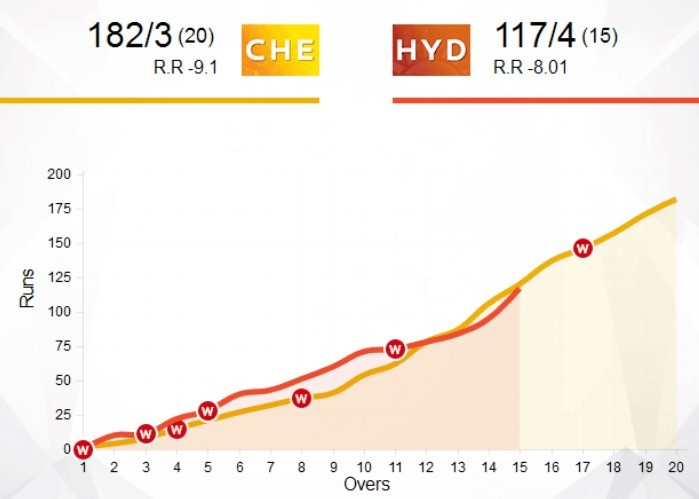 182/3 (20)
R.R -9.1
CHE
HYD
117/4 (15)
R.R -8.01
Runs
200
175
150
125
100
75
50
25
0
W
W
W
W
W
W
W
1 2 3 4 5 6 7 8 9 10 11 12 13 14 15 16 17 18 19 20
Overs